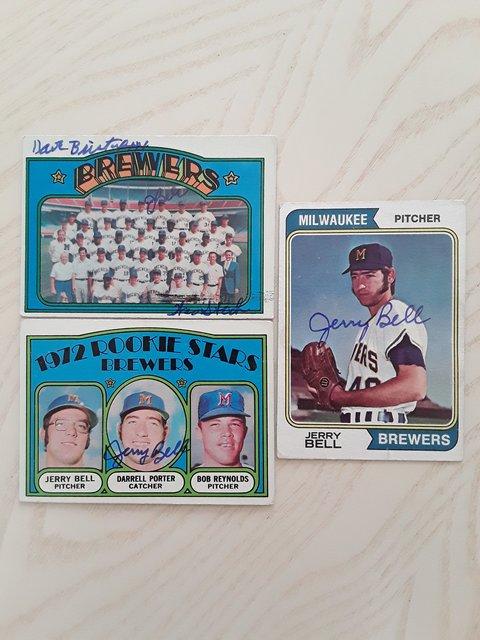 Dave
BREWERS
1972 ROOKIE STARS
BREWERS
Jerry Bell
JERRY BELL
PITCHER
DARRELL PORTER
CATCHER
BOB REYNOLDS
PITCHER
MILWAUKEE PITCHER
M
Jerry Bell
ERS
JERRY
BELL
BREWERS